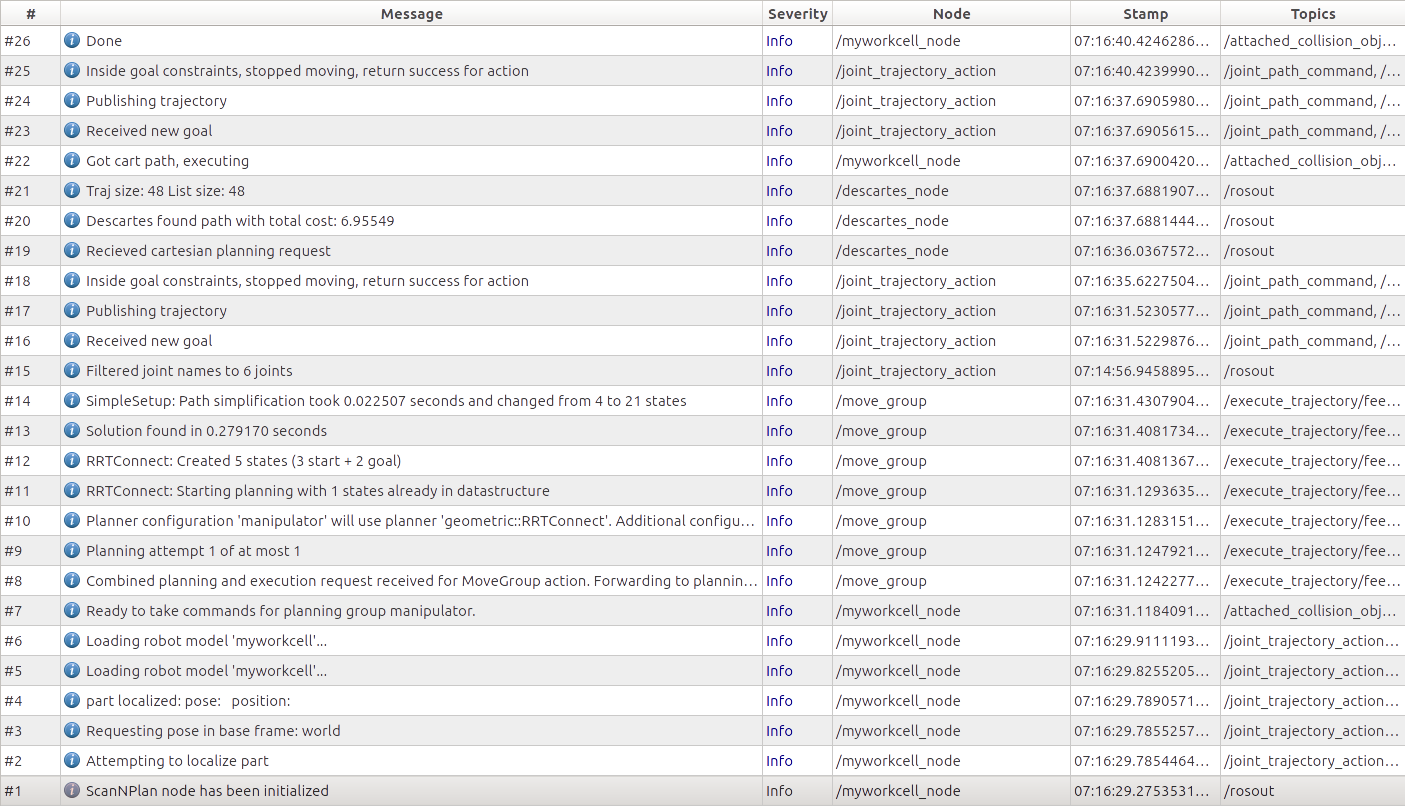 # Message Severity Node Stamp Topics
#26 Done Info /myworkcell_node 07:16:40.4246286... /attached_collision_obj...
#25 Inside goal constraints, stopped moving, return success for action Info /joint_trajectory_action 07:16:40.4239990... /joint_path_command, /...
#24 Publishing trajectory Info /joint_trajectory_action 07:16:37.6905980... /joint_path_command, /...
#23 Received new goal Info /joint_trajectory_action 07:16:37.6905615... /joint_path_command, /...
#22 Got cart path, executing Info /myworkcell_node 07:16:37.6900420... /attached_collision_obj...
#21 Traj size: 48 List size: 48 Info /descartes_node 07:16:37.6881907... /rosout
#20 Descartes found path with total cost: 6.95549 Info /descartes_node 07:16:37.6881444... /rosout
#19 Recieved cartesian planning request Info /descartes_node 07:16:36.0367572... /rosout
#18 Inside goal constraints, stopped moving, return success for action Info /joint_trajectory_action 07:16:35.6227504... /joint_path_command, /...
#17 Publishing trajectory Info /joint_trajectory_action 07:16:31.5230577... /joint_path_command, /...
#16 Received new goal Info /joint_trajectory_action 07:16:31.5229876... /joint_path_command, /...
#15 Filtered joint names to 6 joints Info /joint_trajectory_action 07:14:56.9458895... /rosout
#14 SimpleSetup: Path simplification took 0.022507 seconds and changed from 4 to 21 states Info /move_group 07:16:31.4307904... /execute_trajectory/fee...
#13 Solution found in 0.279170 seconds Info /move_group 07:16:31.4081734... /execute_trajectory/fee...
#12 RRTConnect: Created 5 states (3 start + 2 goal) Info /move_group 07:16:31.4081367... /execute_trajectory/fee...
#11 RRTConnect: Starting planning with 1 states already in datastructure Info /move_group 07:16:31.1293635... /execute_trajectory/fee...
#10 Planner configuration 'manipulator' will use planner 'geometric::RRTConnect'. Additional configu... Info /move_group 07:16:31.1283151... /execute_trajectory/fee...
#9 Planning attempt 1 of at most 1 Info /move_group 07:16:31.1247921... /execute_trajectory/fee...
#8 Combined planning and execution request received for MoveGroup action. Forwarding to plannin... Info /move_group 07:16:31.1242277... /execute_trajectory/fee...
#7 Ready to take commands for planning group manipulator. Info /myworkcell_node 07:16:31.1184091... /attached_collision_obj...
#6 Loading robot model 'myworkcell'... Info /myworkcell_node 07:16:29.9111193... /joint_trajectory_action...
#5 Loading robot model 'myworkcell'... Info /myworkcell_node 07:16:29.8255205... /joint_trajectory_action...
#4 part localized: pose: position: Info /myworkcell_node 07:16:29.7890571... /joint_trajectory_action...
#3 Requesting pose in base frame: world Info /myworkcell_node 07:16:29.7855257... /joint_trajectory_action...
#2 Attempting to localize part Info /myworkcell_node 07:16:29.7854464... /joint_trajectory_action...
#1 ScanNPlan node has been initialized Info /myworkcell_node 07:16:29.2753531... /rosout